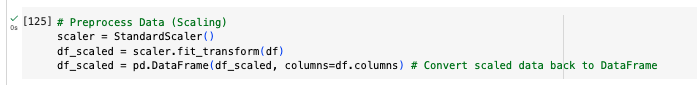 [125] # Preprocess Data (Scaling)
scaler = StandardScaler()
df_scaled = scaler.fit_transform(df)
df_scaled = pd.DataFrame(df_scaled, columns=df.columns) # Convert scaled data back to DataFrame
0s